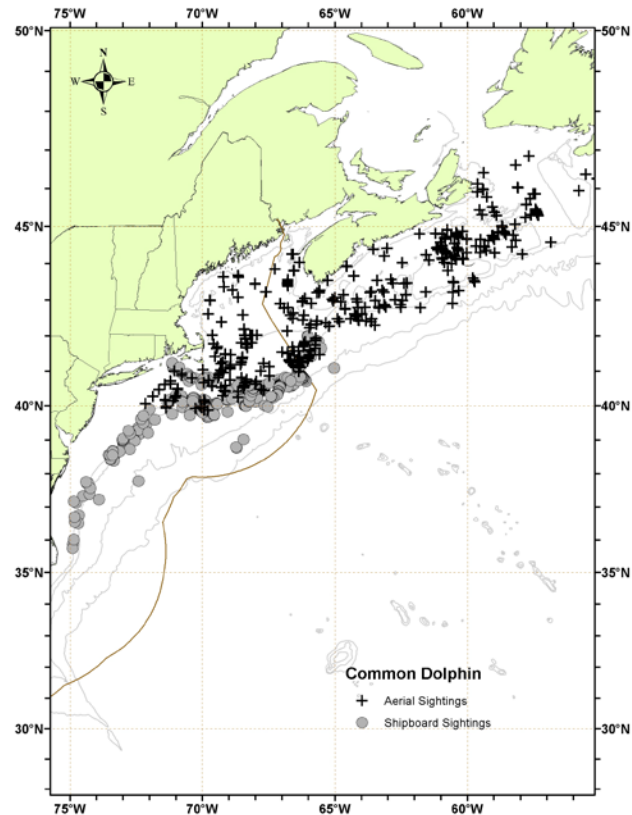 75°W 70°W 65°W 60°W
50°N 50°N
N
W E
S
45°N 45°N
40°N 40°N
35°N 35°N
Common Dolphin
Aerial Sightings
Shipboard Sightings
30°N 30°N
75°W 70°W 65°W 60°W